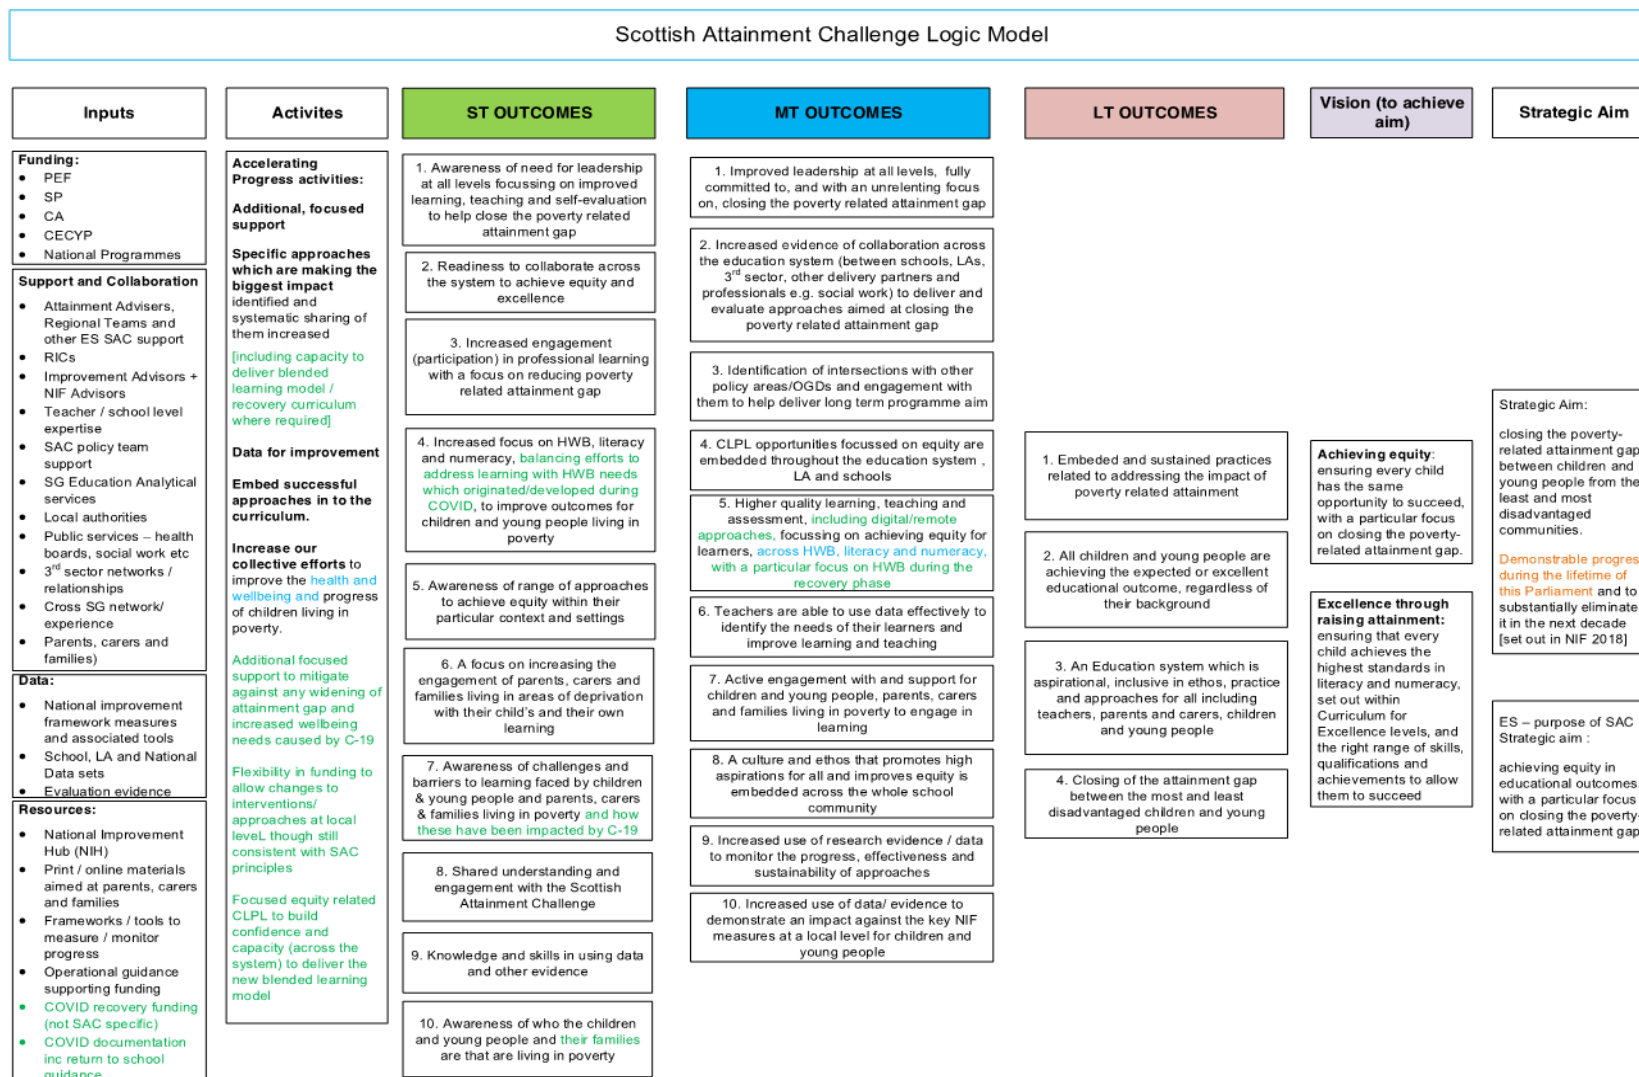 Scottish Attainment Challenge Logic Model
Inputs
Activites
ST OUTCOMES
MT OUTCOMES
LT OUTCOMES
Vision (to achieve
aim)
Strategic Aim
Funding:
• PEF
• SP
• CA
• CECYP
• National Programmes
Support and Collaboration
• Attainment Advisers,
Regional Teams and
other ES SAC support
• RICs
• Improvement Advisors +
NIF Advisors
• Teacher / school level
expertise
• SAC policy team
support
• SG Education Analytical
services
• Local authorities
• Public services – health
boards, social work etc
• 3rd sector networks /
relationships
• Cross SG network/
experience
• Parents, carers and
families)
Data:
• National improvement
framework measures
and associated tools
• School, LA and National
Data sets
• Evaluation evidence
Resources:
• National Improvement
Hub (NIH)
• Print / online materials
aimed at parents, carers
and families
• Frameworks / tools to
measure / monitor
progress
• Operational guidance
supporting funding
• COVID recovery funding
(not SAC specific)
• COVID documentation
inc return to school
guidance
Accelerating
Progress activities:
Additional, focused
support
Specific approaches
which are making the
biggest impact
identified and
systematic sharing of
them increased
[including capacity to
deliver blended
learning model /
recovery curriculum
where required]
Data for improvement
Embed successful
approaches in to the
curriculum.
Increase our
collective efforts to
improve the health and
wellbeing and progress
of children living in
poverty.
Additional focused
support to mitigate
against any widening of
attainment gap and
increased wellbeing
needs caused by C-19
Flexibility in funding to
allow changes to
interventions/
approaches at local
leveL though still
consistent with SAC
principles
Focused equity related
CLPL to build
confidence and
capacity (across the
system) to deliver the
new blended learning
model
1. Awareness of need for leadership
at all levels focussing on improved
learning, teaching and self-evaluation
to help close the poverty related
attainment gap
2. Readiness to collaborate across
the system to achieve equity and
excellence
3. Increased engagement
(participation) in professional learning
with a focus on reducing poverty
related attainment gap
4. Increased focus on HWB, literacy
and numeracy, balancing efforts to
address learning with HWB needs
which originated/developed during
COVID, to improve outcomes for
children and young people living in
poverty
5. Awareness of range of approaches
to achieve equity within their
particular context and settings
6. A focus on increasing the
engagement of parents, carers and
families living in areas of deprivation
with their child's and their own
learning
7. Awareness of challenges and
barriers to learning faced by children
& young people and parents, carers
& families living in poverty and how
these have been impacted by C-19
8. Shared understanding and
engagement with the Scottish
Attainment Challenge
9. Knowledge and skills in using data
and other evidence
10. Awareness of who the children
and young people and their families
are that are living in poverty
1. Improved leadership at all levels, fully
committed to, and with an unrelenting focus
on, closing the poverty related attainment gap
2. Increased evidence of collaboration across
the education system (between schools, LAs,
3rd sector, other delivery partners and
professionals e.g. social work) to deliver and
evaluate approaches aimed at closing the
poverty related attainment gap
3. Identification of intersections with other
policy areas/OGDs and engagement with
them to help deliver long term programme aim
4. CLPL opportunities focussed on equity are
embedded throughout the education system ,
LA and schools
5. Higher quality learning, teaching and
assessment, including digital/remote
approaches, focussing on achieving equity for
learners, across HWB, literacy and numeracy,
with a particular focus on HWB during the
recovery phase
6. Teachers are able to use data effectively to
identify the needs of their learners and
improve learning and teaching
7. Active engagement with and support for
children and young people, parents, carers
and families living in poverty to engage in
learning
8. A culture and ethos that promotes high
aspirations for all and improves equity is
embedded across the whole school
community
9. Increased use of research evidence / data
to monitor the progress, effectiveness and
sustainability of approaches
10. Increased use of data/ evidence to
demonstrate an impact against the key NIF
measures at a local level for children and
young people
1. Embeded and sustained practices
related to addressing the impact of
poverty related attainment
2. All children and young people are
achieving the expected or excellent
educational outcome, regardless of
their background
3. An Education system which is
aspirational, inclusive in ethos, practice
and approaches for all including
teachers, parents and carers, children
and young people
4. Closing of the attainment gap
between the most and least
disadvantaged children and young
people
Achieving equity:
ensuring every child
has the same
opportunity to succeed,
with a particular focus
on closing the poverty-
related attainment gap.
Excellence through
raising attainment:
ensuring that every
child achieves the
highest standards in
literacy and numeracy,
set out within
Curriculum for
Excellence levels, and
the right range of skills,
qualifications and
achievements to allow
them to succeed
Strategic Aim:
closing the poverty-
related attainment gap
between children and
young people from the
least and most
disadvantaged
communities.
Demonstrable progres
during the lifetime of
this Parliament and to
substantially eliminate
it in the next decade
[set out in NIF 2018]
ES – purpose of SAC
Strategic aim :
achieving equity in
educational outcomes,
with a particular focus
on closing the poverty-
related attainment gap